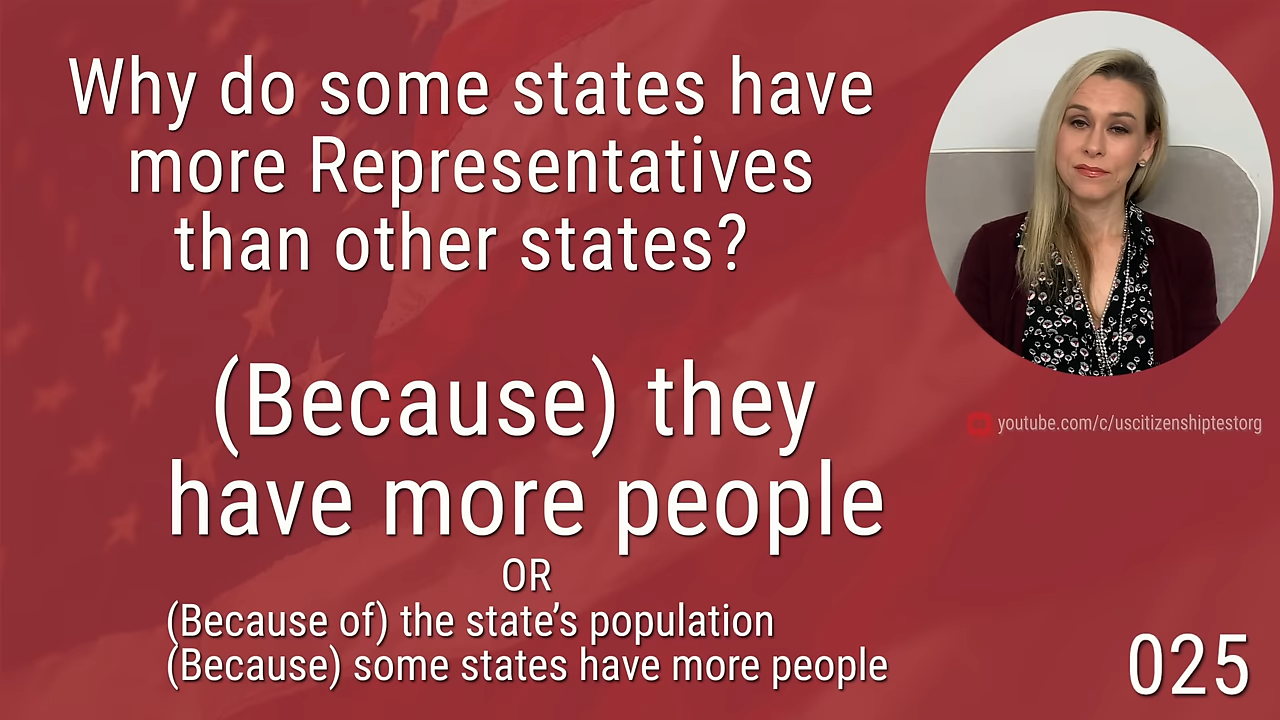 Why do some states have
more Representatives
than other states?
(Because) they
have more people
OR
(Because of) the state’s population
(Because) some states have more people
youtube.com/c/uscitizenshiptestorg
025